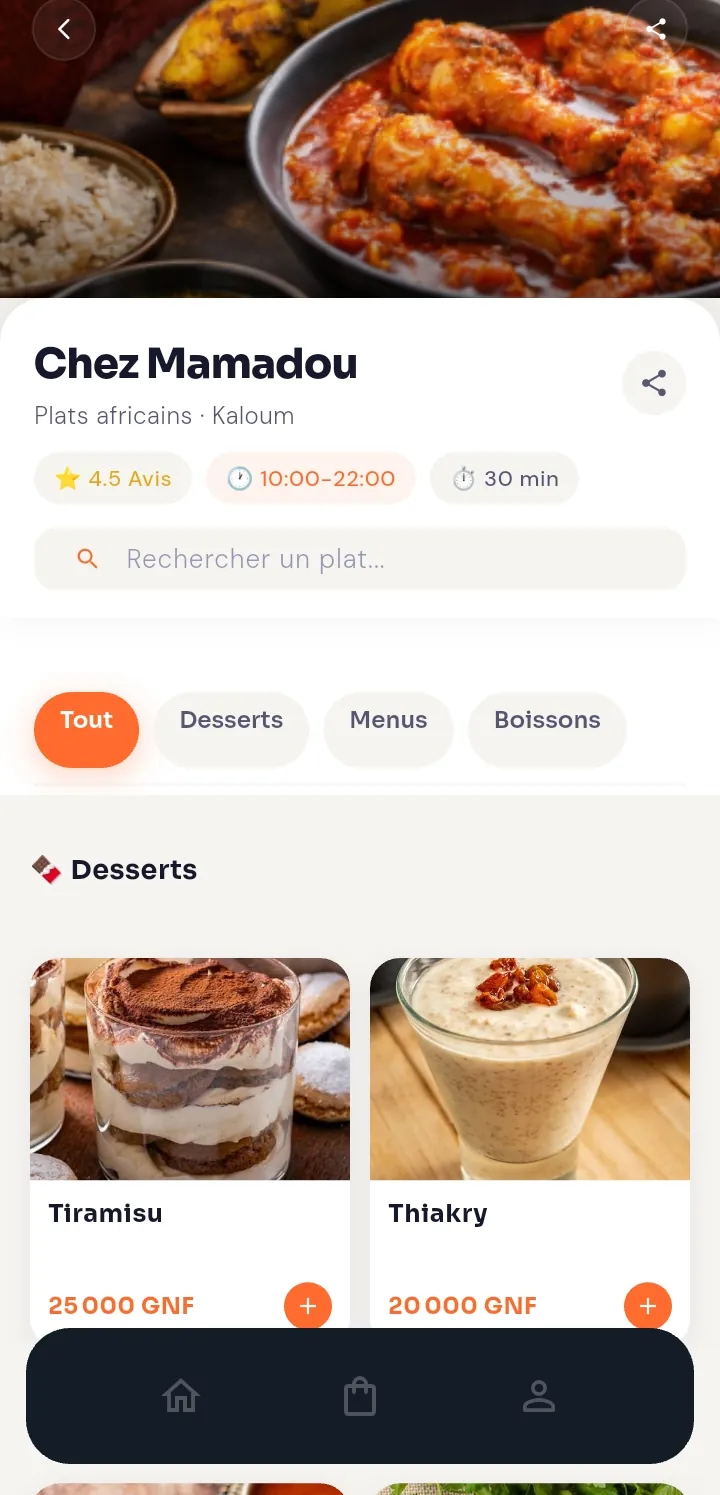 Chez Mamadou
Plats africains · Kaloum
⭐ 4.5 Avis
🕐 10:00–22:00
⏱️ 30 min
Rechercher un plat...
Tout
Desserts
Menus
Boissons
🍫 Desserts
Tiramisu
Thiakry
25 000 GNF
20 000 GNF